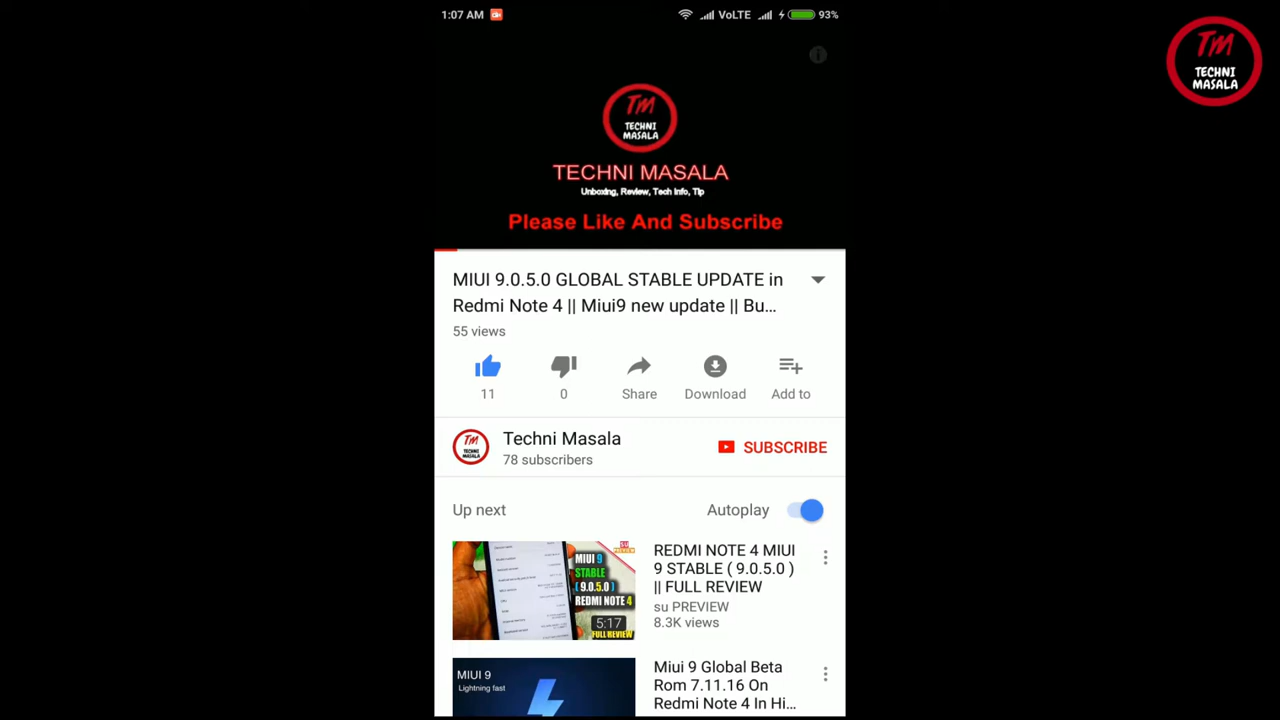 1:07 AM
VoLTE
93%
TM
TECHNI
MASALA
TM
TECHNI
MASALA
TECHNI MASALA
Unboxing, Review, Tech Info, Tip
Please Like And Subscribe
MIUI 9.0.5.0 GLOBAL STABLE UPDATE in
Redmi Note 4 || Miui9 new update || Bu...
55 views
11
0
Share
Download
Add to
TM
TECHNI
MASALA
Techni Masala
78 subscribers
SUBSCRIBE
Up next
Autoplay
MIUI 9
STABLE
( 9.0.5.0 )
REDMI NOTE 4
5:17
FULL REVIEW
SU
PREVIEW
REDMI NOTE 4 MIUI
9 STABLE ( 9.0.5.0 )
|| FULL REVIEW
su PREVIEW
8.3K views
MIUI 9
Lightning fast
Miui 9 Global Beta
Rom 7.11.16 On
Redmi Note 4 In Hi...